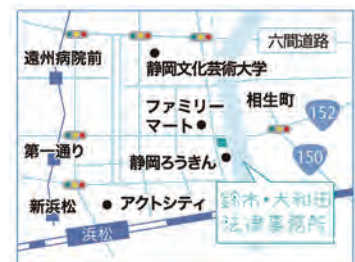 六間道路
遠州病院前
静岡文化芸術大学
ファミリー
マート
相生町
152
第一通り
静岡ろうきん
150
新浜松
アクトシティ
鈴木・大和田
法律事務所
浜松